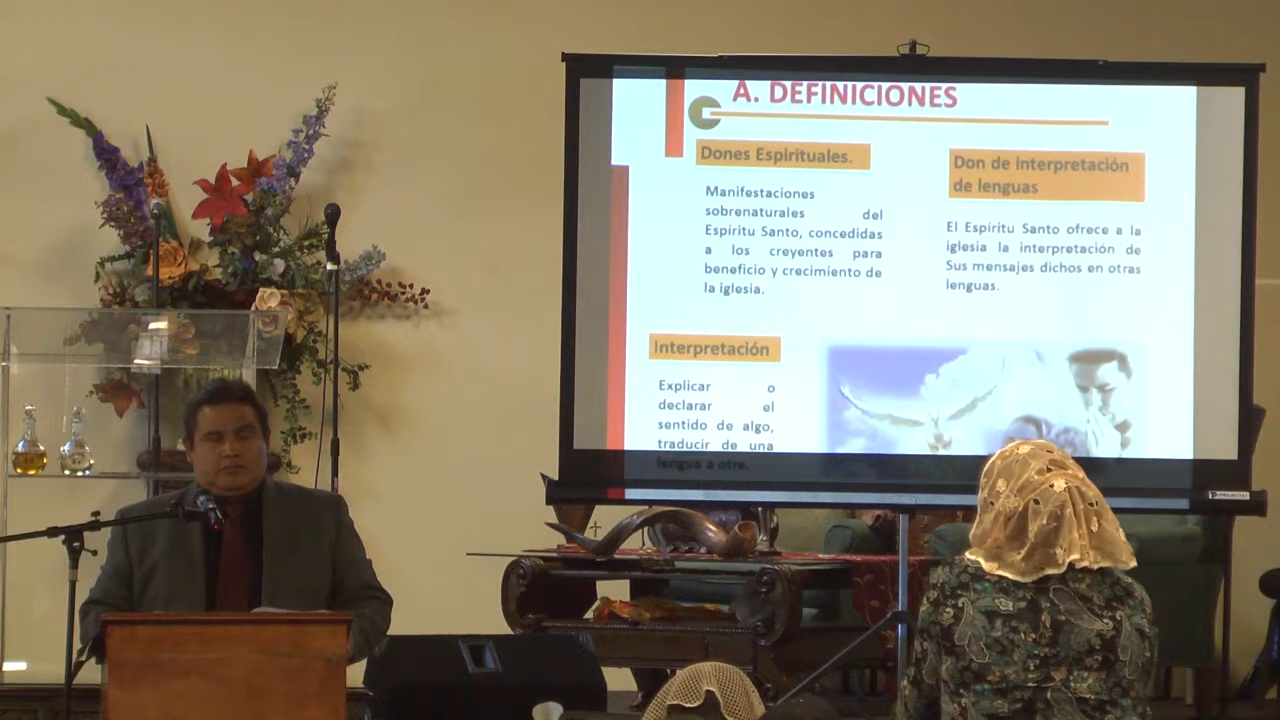 A. DEFINICIONES
Dones Espirituales.
Manifestaciones
sobrenaturales del
Espíritu Santo, concedidas
a los creyentes para
beneficio y crecimiento de
la iglesia.
Don de interpretación
de lenguas
El Espíritu Santo ofrece a la
iglesia la interpretación de
Sus mensajes dichos en otras
lenguas.
Interpretación
Explicar o
declarar el
sentido de algo,
traducir de una
lengua a otra.